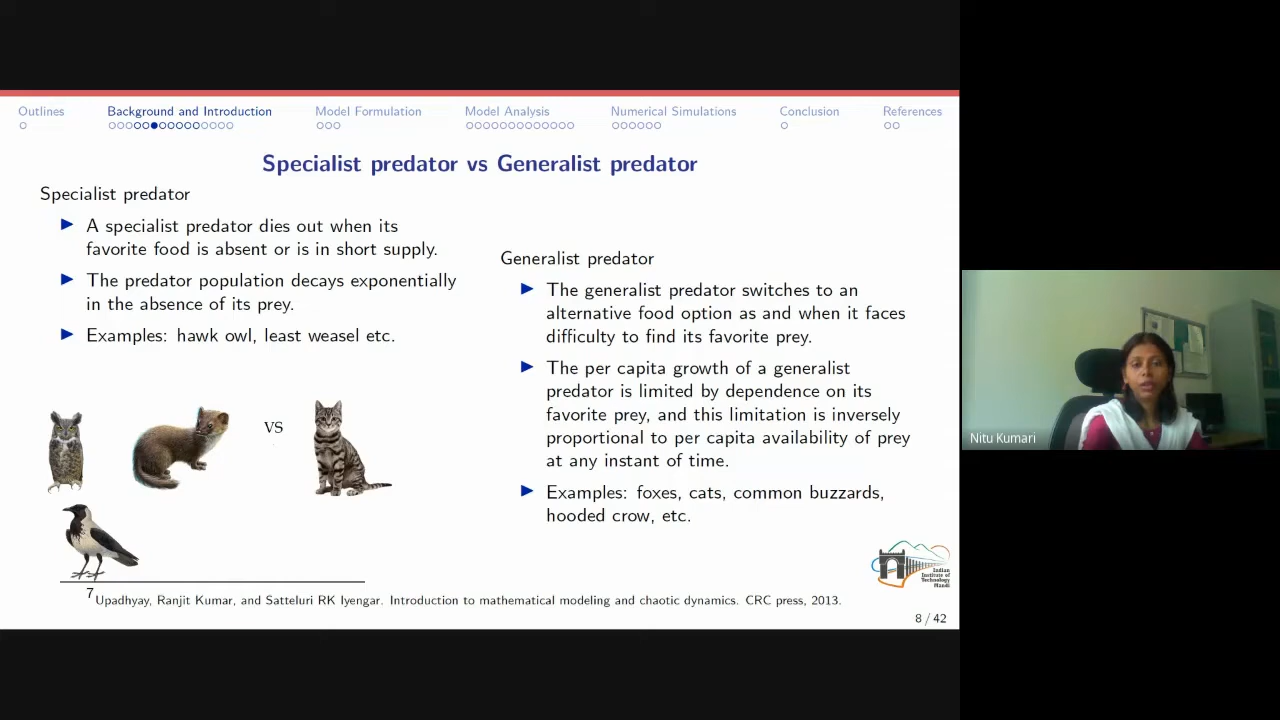 Outlines
Background and Introduction
Model Formulation
Model Analysis
Numerical Simulations
Conclusion
References
Specialist predator vs Generalist predator
Specialist predator
A specialist predator dies out when its
favorite food is absent or is in short supply.
The predator population decays exponentially
in the absence of its prey.
Examples: hawk owl, least weasel etc.
VS
Generalist predator
The generalist predator switches to an
alternative food option as and when it faces
difficulty to find its favorite prey.
The per capita growth of a generalist
predator is limited by dependence on its
favorite prey, and this limitation is inversely
proportional to per capita availability of prey
at any instant of time.
Examples: foxes, cats, common buzzards,
hooded crow, etc.
Indian
Institute of
Technology
Mandi
7 Upadhyay, Ranjit Kumar, and Satteluri RK Iyengar. Introduction to mathematical modeling and chaotic dynamics. CRC press, 2013.
8 / 42
Nitu Kumari